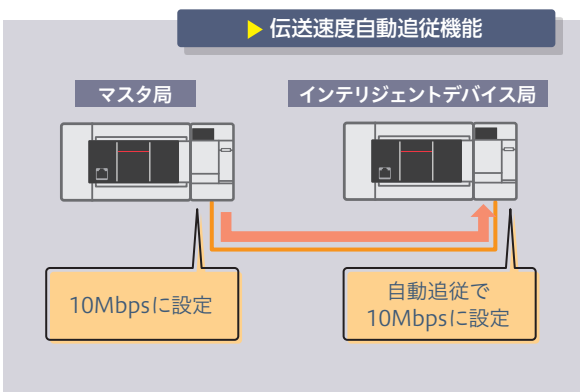 ▶ 伝送速度自動追従機能
マスタ局
インテリジェントデバイス局
10Mbpsに設定
自動追従で
10Mbpsに設定